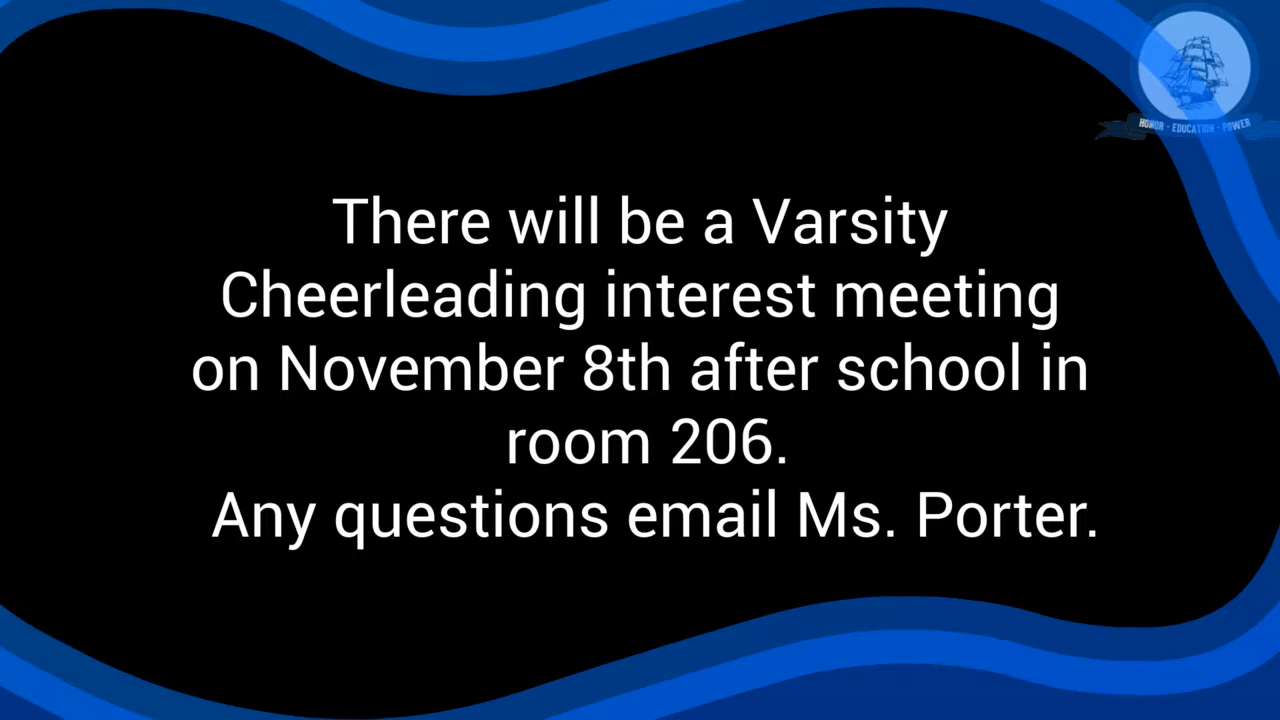 HONOR · EDUCATION · POWER
There will be a Varsity
Cheerleading interest meeting
on November 8th after school in
room 206.
Any questions email Ms. Porter.